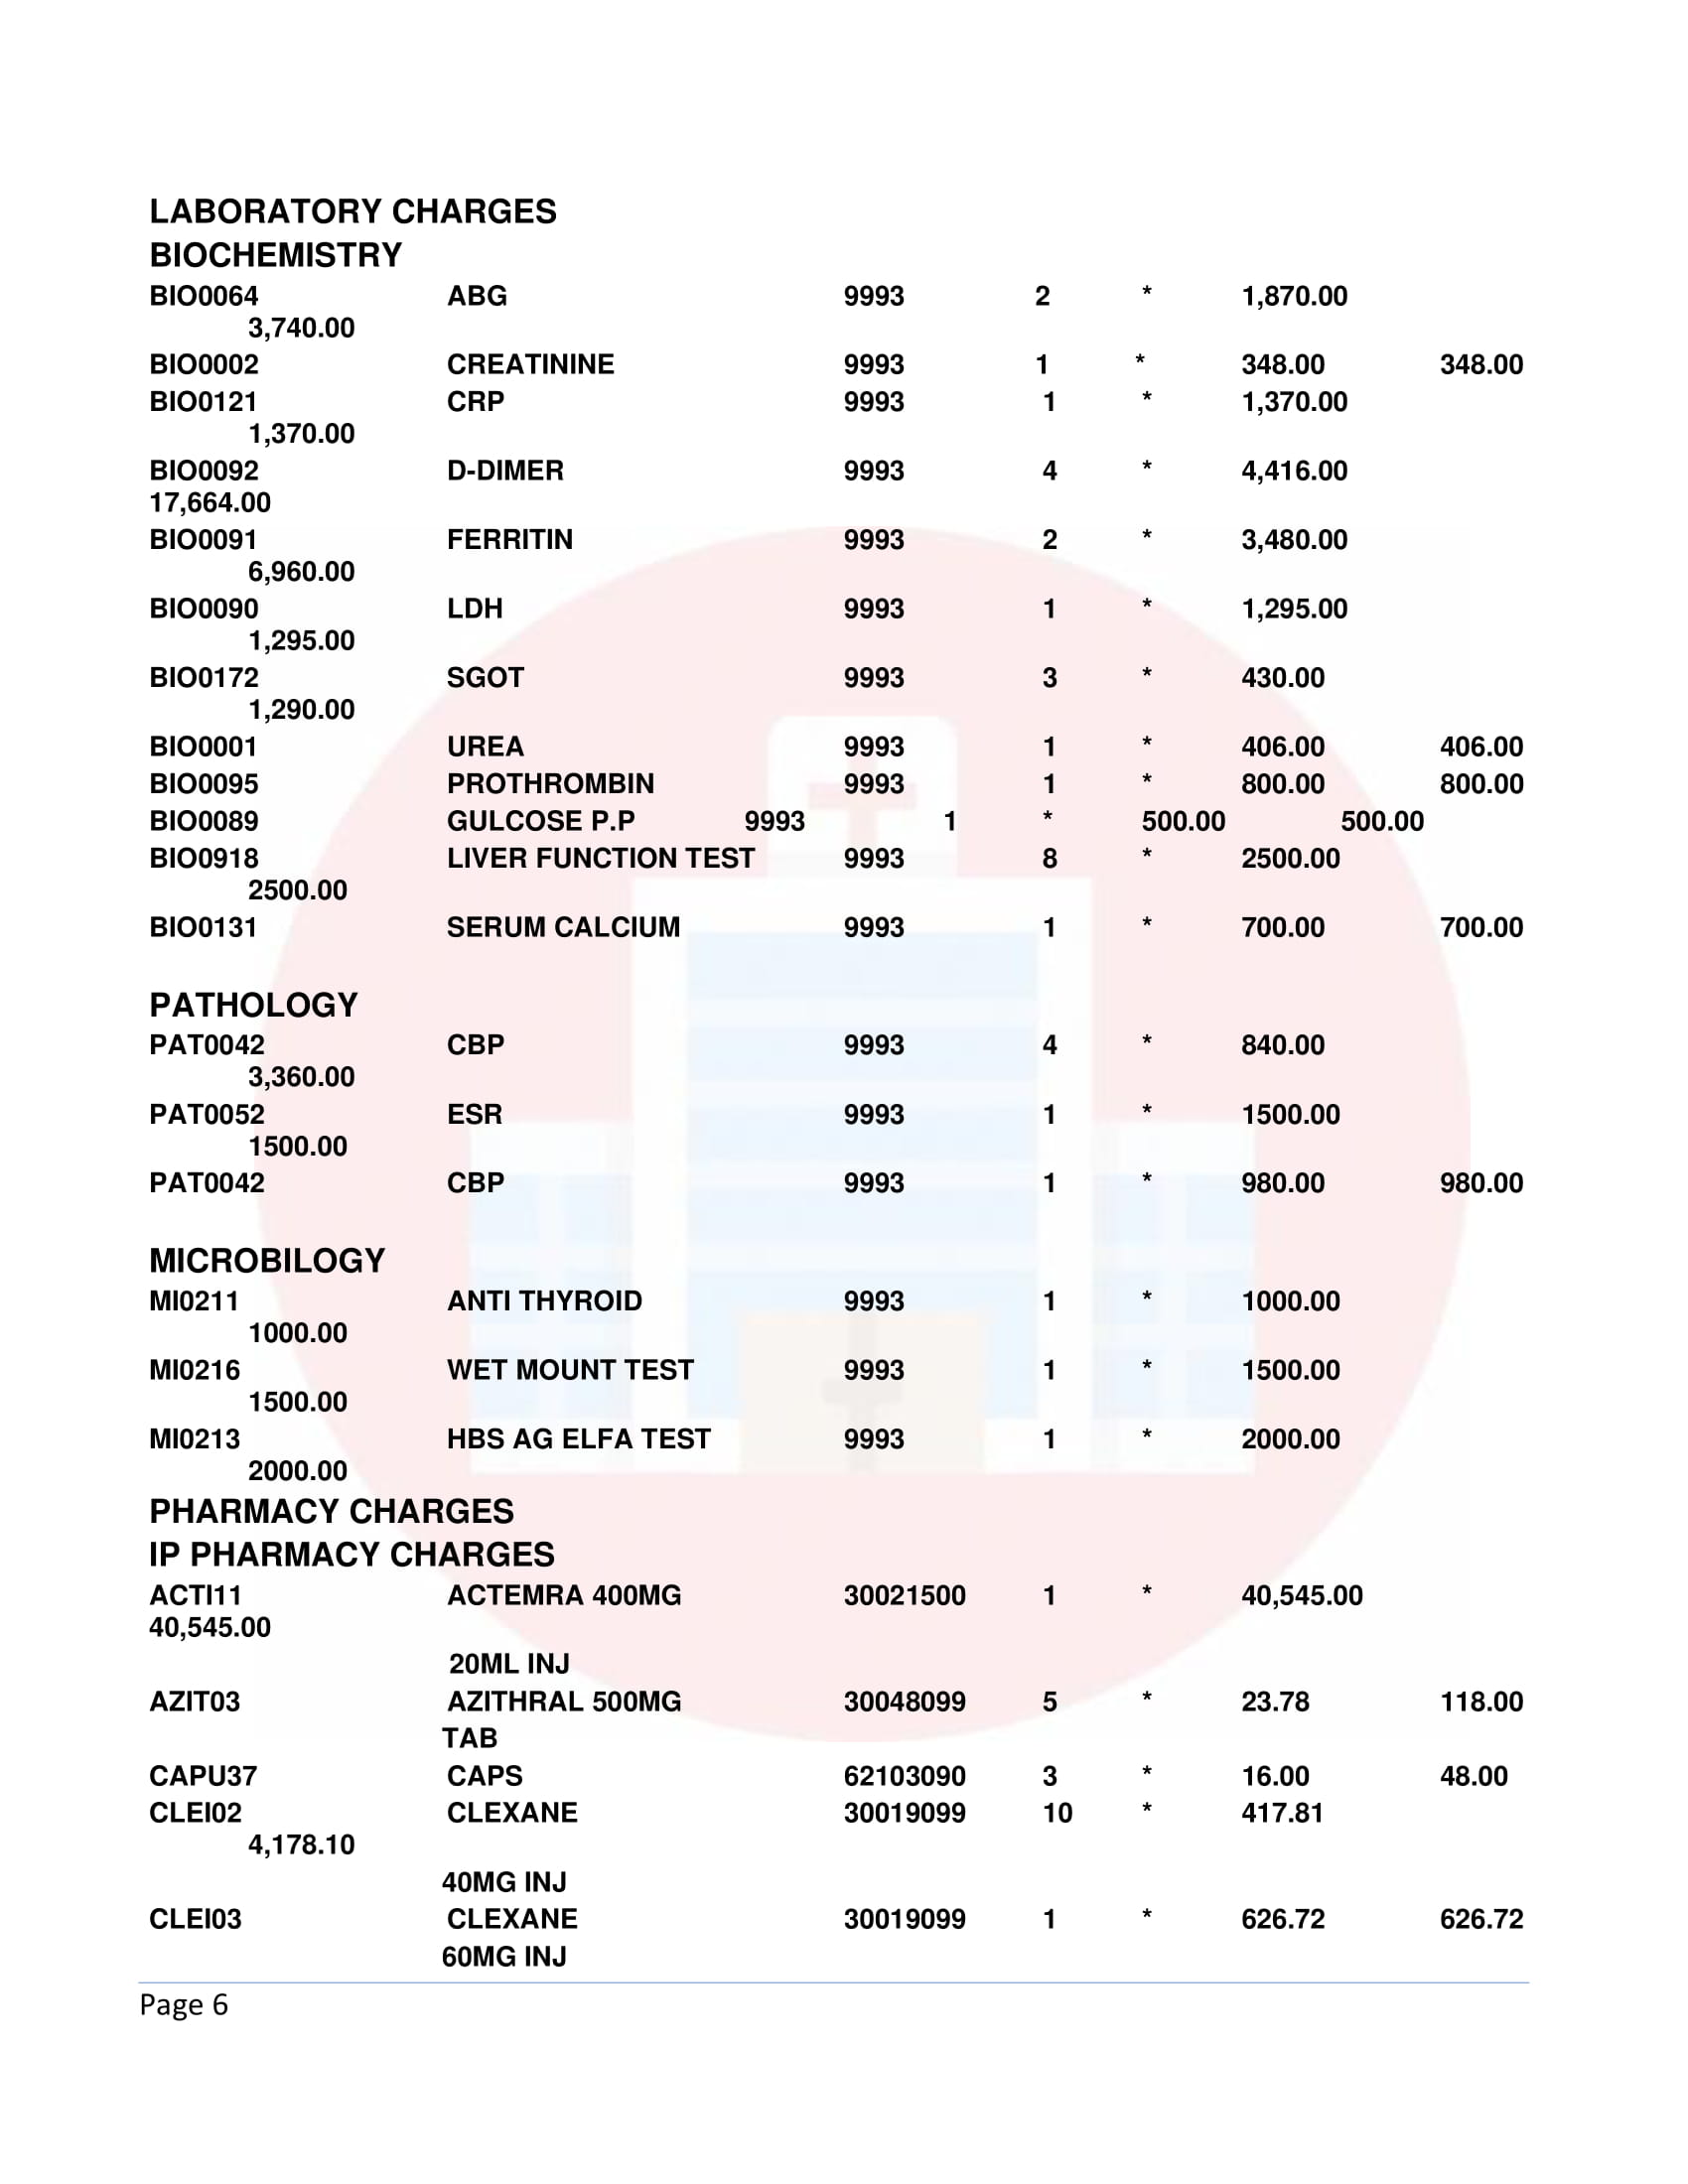 LABORATORY CHARGES
BIOCHEMISTRY
BIO0064 ABG 9993 2 * 1,870.00
3,740.00
BIO0002 CREATININE 9993 1 * 348.00 348.00
BIO0121 CRP 9993 1 * 1,370.00
1,370.00
BIO0092 D-DIMER 9993 4 * 4,416.00
17,664.00
BIO0091 FERRITIN 9993 2 * 3,480.00
6,960.00
BIO0090 LDH 9993 1 * 1,295.00
1,295.00
BIO0172 SGOT 9993 3 * 430.00
1,290.00
BIO0001 UREA 9993 1 * 406.00 406.00
BIO0095 PROTHROMBIN 9993 1 * 800.00 800.00
BIO0089 GULCOSE P.P 9993 1 * 500.00 500.00
BIO0918 LIVER FUNCTION TEST 9993 8 * 2500.00
2500.00
BIO0131 SERUM CALCIUM 9993 1 * 700.00 700.00
PATHOLOGY
PAT0042 CBP 9993 4 * 840.00
3,360.00
PAT0052 ESR 9993 1 * 1500.00
1500.00
PAT0042 CBP 9993 1 * 980.00 980.00
MICROBILOGY
MI0211 ANTI THYROID 9993 1 * 1000.00
1000.00
MI0216 WET MOUNT TEST 9993 1 * 1500.00
1500.00
MI0213 HBS AG ELFA TEST 9993 1 * 2000.00
2000.00
PHARMACY CHARGES
IP PHARMACY CHARGES
ACTI11 ACTEMRA 400MG 30021500 1 * 40,545.00
40,545.00
20ML INJ
AZIT03 AZITHRAL 500MG 30048099 5 * 23.78 118.00
TAB
CAPU37 CAPS 62103090 3 * 16.00 48.00
CLEI02 CLEXANE 30019099 10 * 417.81
4,178.10
40MG INJ
CLEI03 CLEXANE 30019099 1 * 626.72 626.72
60MG INJ
Page 6